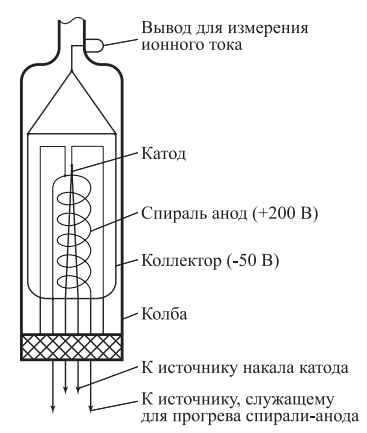 Вывод для измерения
ионного тока
Катод
Спираль анод (+200 В)
Коллектор (-50 В)
Колба
К источнику накала катода
К источнику, служащему
для прогрева спирали-анода